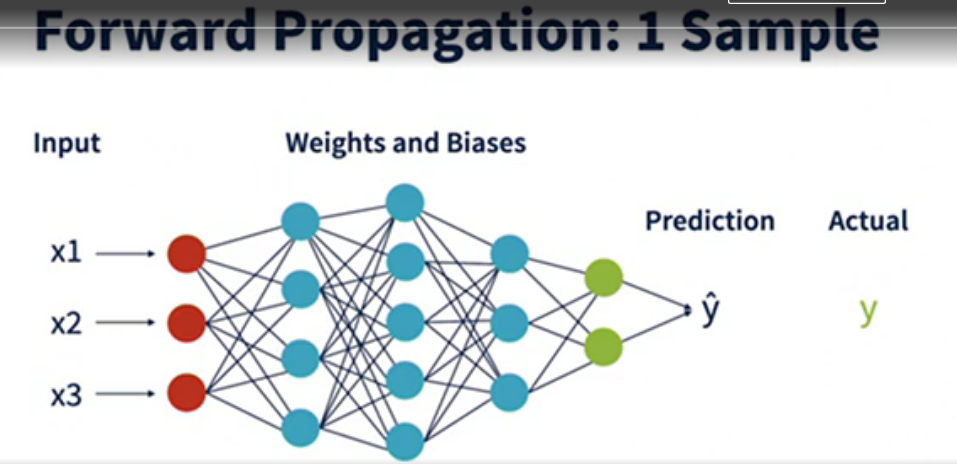 Forward Propagation: 1 Sample
Input
Weights and Biases
Prediction
Actual
x1
x2
x3
ŷ
y